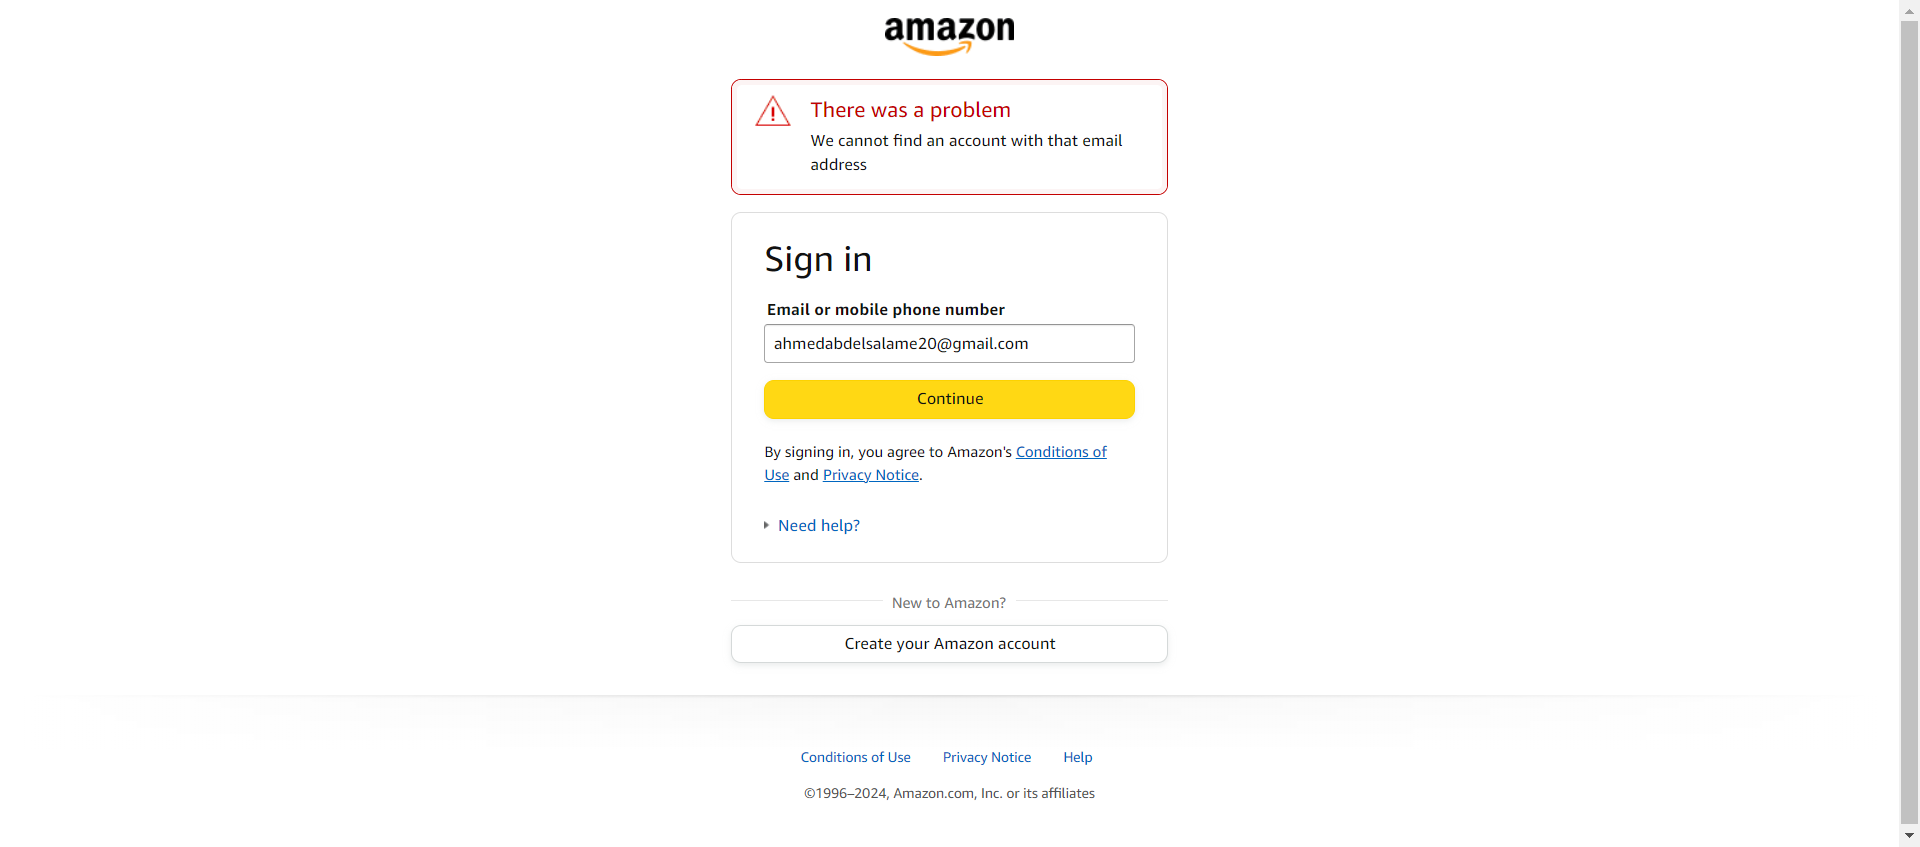 amazon
There was a problem
We cannot find an account with that email
address
Sign in
Email or mobile phone number
ahmedabdelsalame20@gmail.com
Continue
By signing in, you agree to Amazon's Conditions of
Use and Privacy Notice.
Need help?
New to Amazon?
Create your Amazon account
Conditions of Use Privacy Notice Help
©1996–2024, Amazon.com, Inc. or its affiliates